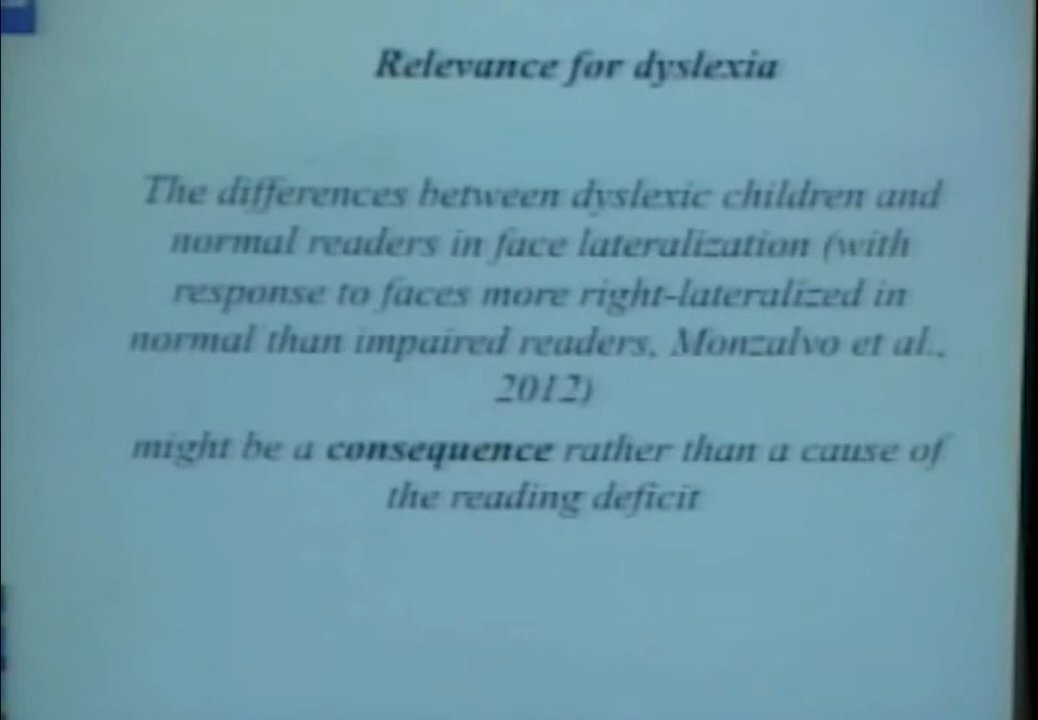 Relevance for dyslexia
The differences between dyslexic children and
normal readers in face lateralization (with
response to faces more right-lateralized in
normal than impaired readers, Monzalvo et al.,
2012)
might be a consequence rather than a cause of
the reading deficit